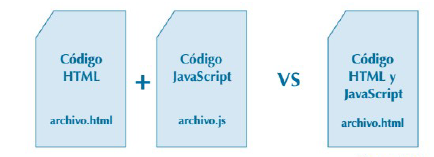 Código
HTML
archivo.html
+
Código
JavaScript
archivo.js
VS
Código
HTML y
JavaScript
archivo.html